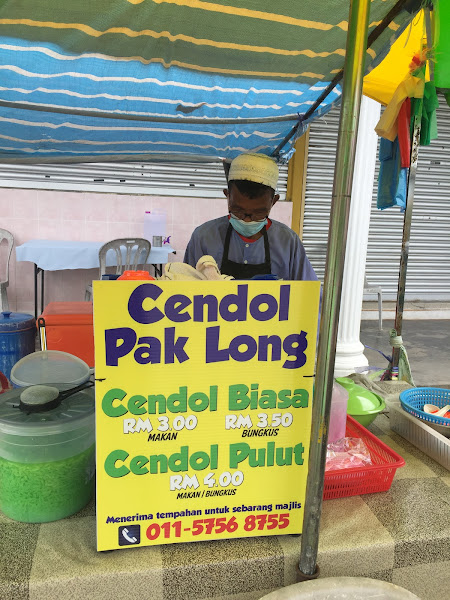 Cendol
Pak Long
Cendol Biasa
RM 3.00 RM 3.50
MAKAN BUNGKUS
Cendol Pulut
RM 4.00
MAKAN / BUNGKUS
Menerima tempahan untuk sebarang majlis
011-5756 8755